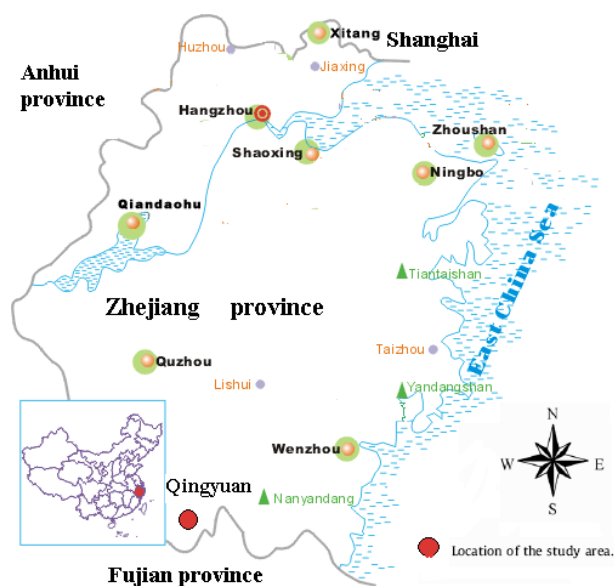 Xitang
Shanghai
Huzhou
Jiaxing
Anhui
province
Hangzhou
Zhoushan
Shaoxing
Ningbo
Qiandaohu
Tiantaishan
East China Sea
Zhejiang province
Taizhou
Quzhou
Lishui
Yandangshan
Wenzhou
N
W E
S
Qingyuan
Nanyandang
Location of the study area.
Fujian province